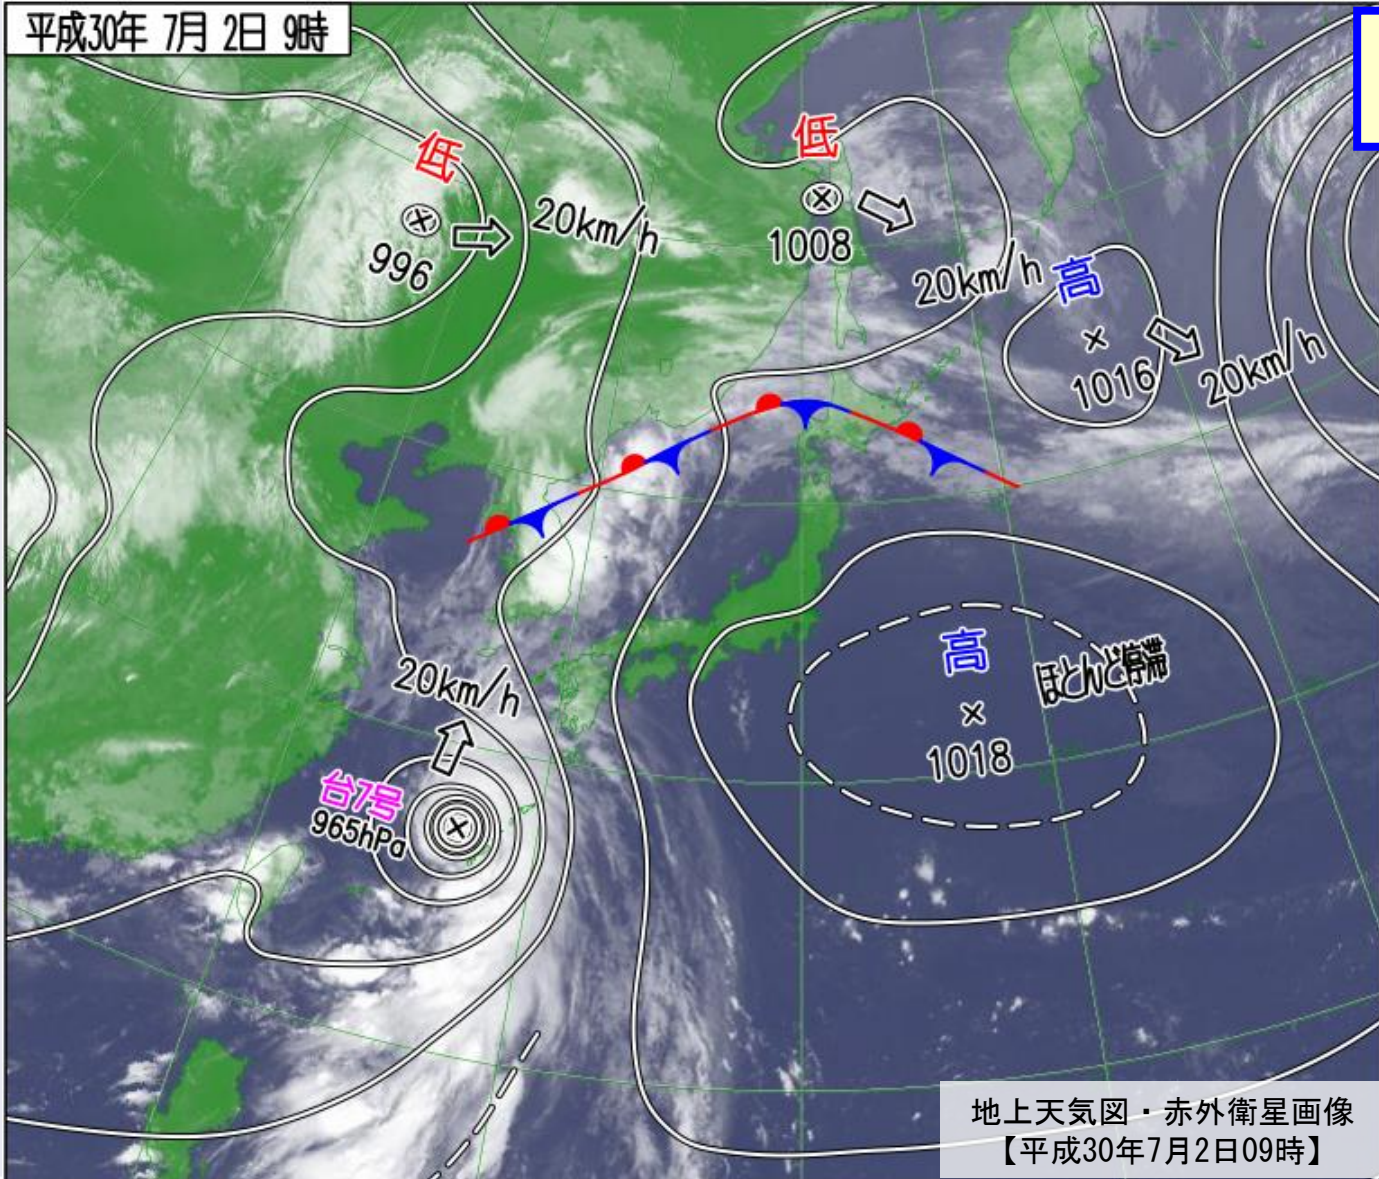 平成30年 7月 2日 9時
低
996
20km/h
低
1008
20km/h
高
1016
20km/h
高
1018
ほとんど停滞
20km/h
台7号
965hPa
地上天気図・赤外衛星画像
【平成30年7月2日09時】